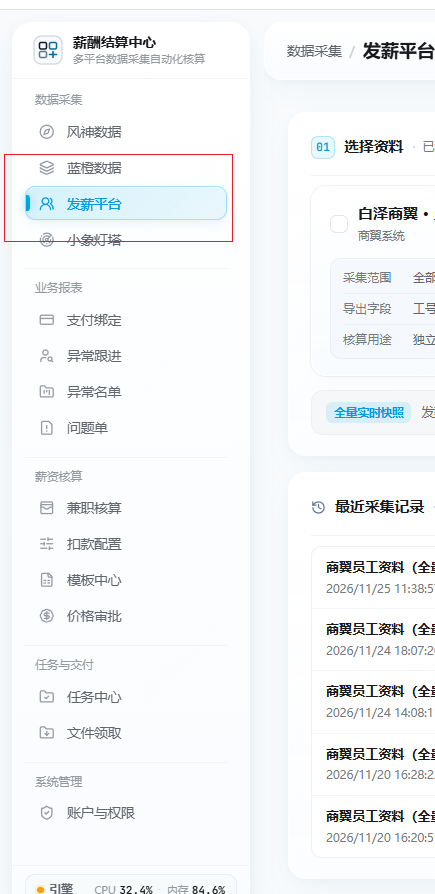 薪酬结算中心
多平台数据采集自动化核算
数据采集
风神数据
蓝橙数据
发薪平台
小象灯塔
业务报表
支付绑定
异常跟进
异常名单
问题单
薪资核算
兼职核算
扣款配置
模板中心
价格审批
任务与交付
任务中心
文件领取
系统管理
账户与权限
引擎 CPU 32.4% · 内存 84.6%
数据采集 / 发薪平台
01 选择资料 · 已
白泽商翼 •
商翼系统
采集范围 全部
导出字段 工号
核算用途 独立
全量实时快照 发
最近采集记录
商翼员工资料（全量
2026/11/25 11:38:5
商翼员工资料（全量
2026/11/24 18:07:2
商翼员工资料（全量
2026/11/24 14:08:1
商翼员工资料（全量
2026/11/20 16:28:2
商翼员工资料（全量
2026/11/20 16:20:5